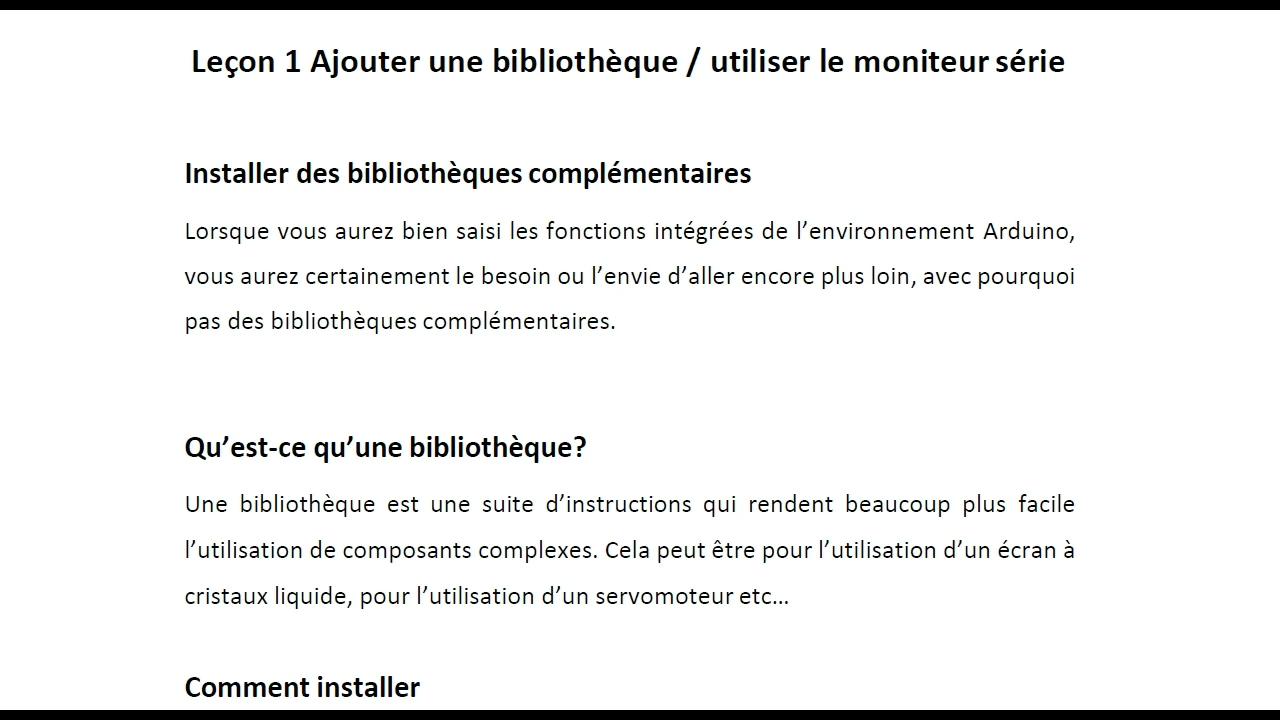 Leçon 1 Ajouter une bibliothèque / utiliser le moniteur série
Installer des bibliothèques complémentaires
Lorsque vous aurez bien saisi les fonctions intégrées de l’environnement Arduino,
vous aurez certainement le besoin ou l’envie d’aller encore plus loin, avec pourquoi
pas des bibliothèques complémentaires.
Qu’est-ce qu’une bibliothèque?
Une bibliothèque est une suite d’instructions qui rendent beaucoup plus facile
l’utilisation de composants complexes. Cela peut être pour l’utilisation d’un écran à
cristaux liquide, pour l’utilisation d’un servomoteur etc…
Comment installer